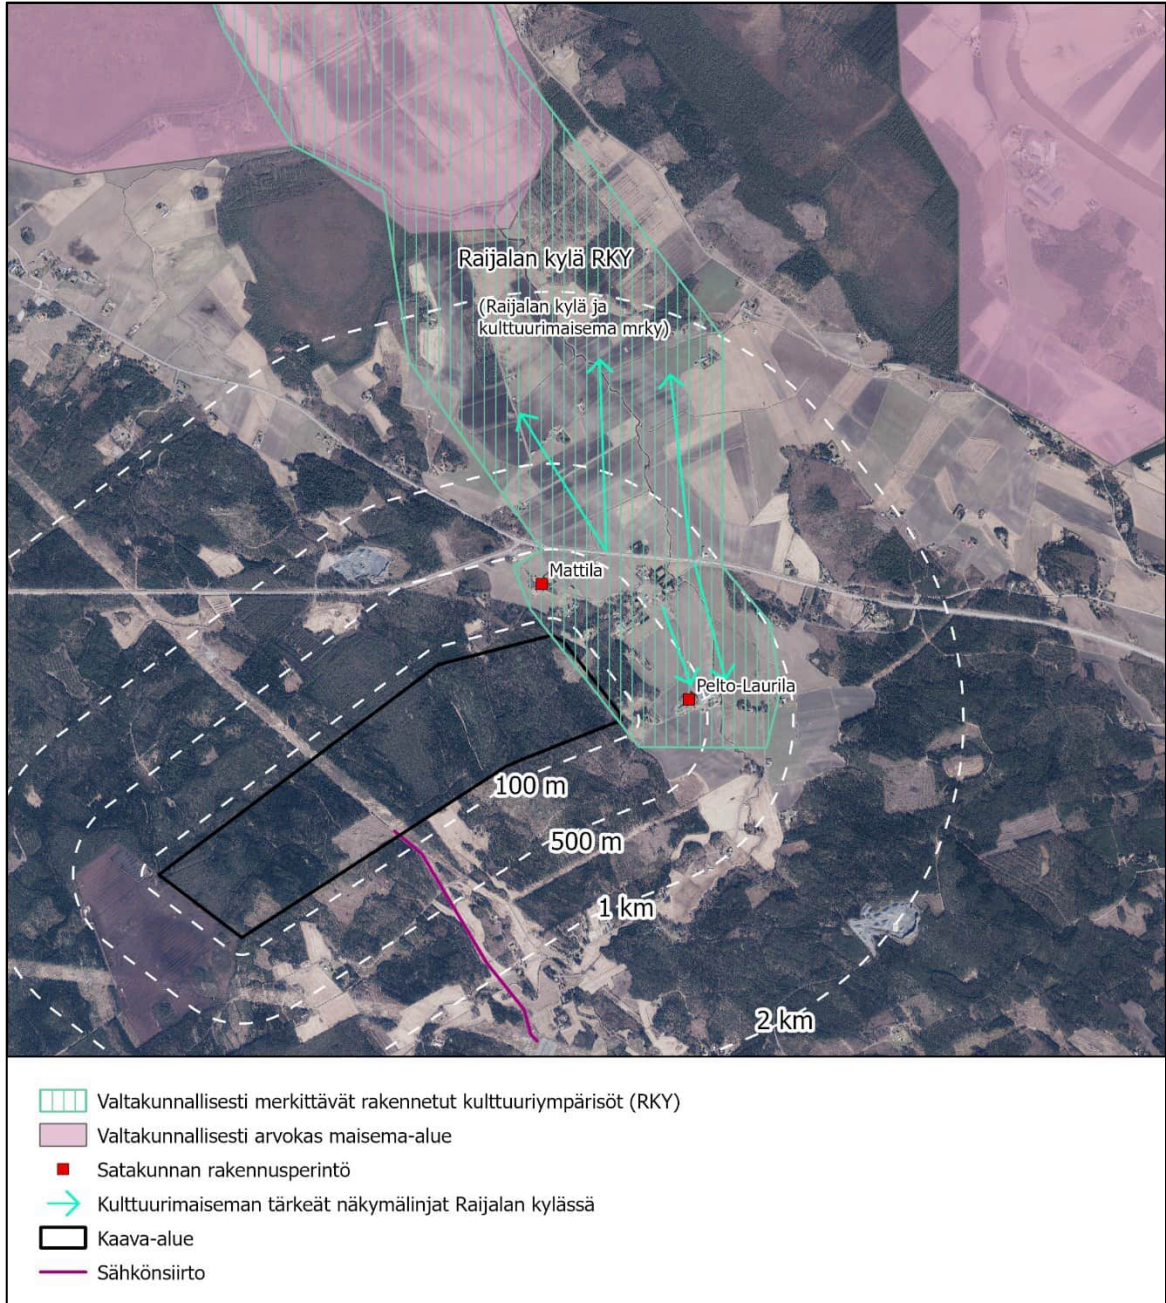 Raijalan kylä RKY
(Raijalan kylä ja
kulttuurimaisema mrky)
Mattila
Pelto-Laurila
100 m
500 m
1 km
2 km
Valtakunnallisesti merkittävät rakennetut kulttuuriympäristöt (RKY)
Valtakunnallisesti arvokas maisema-alue
Satakunnan rakennusperintö
Kulttuurimaiseman tärkeät näkymälinjat Raijalan kylässä
Kaava-alue
Sähkönsiirto